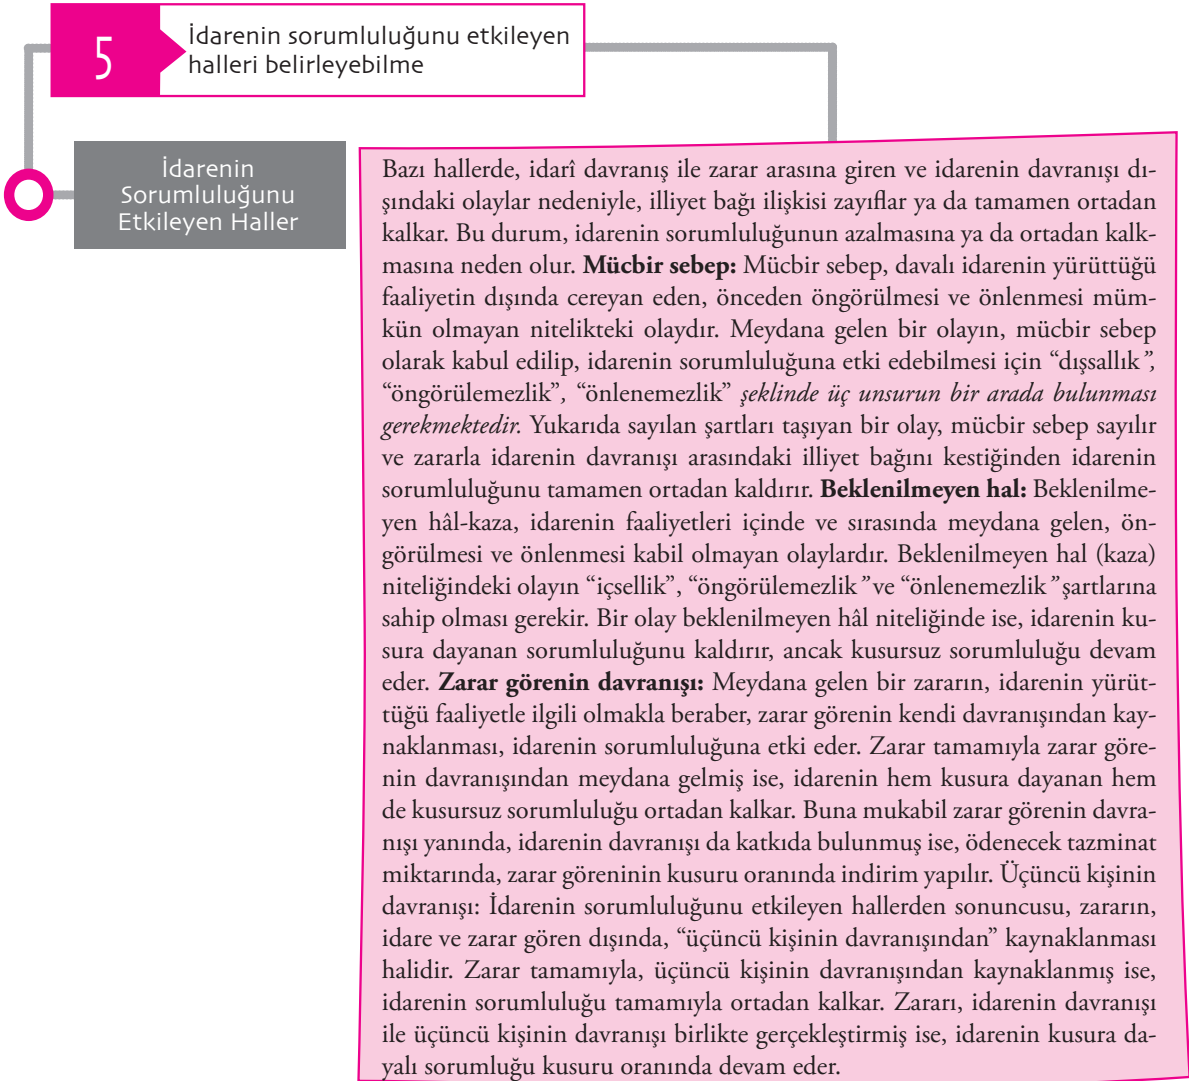 5
İdarenin sorumluluğunu etkileyen
halleri belirleyebilme
İdarenin
Sorumluluğunu
Etkileyen Haller
Bazı hallerde, idarî davranış ile zarar arasına giren ve idarenin davranışı dı-
şındaki olaylar nedeniyle, illiyet bağı ilişkisi zayıflar ya da tamamen ortadan
kalkar. Bu durum, idarenin sorumluluğunun azalmasına ya da ortadan kalk-
masına neden olur. Mücbir sebep: Mücbir sebep, davalı idarenin yürüttüğü
faaliyetin dışında cereyan eden, önceden öngörülmesi ve önlenmesi müm-
kün olmayan nitelikteki olaydır. Meydana gelen bir olayın, mücbir sebep
olarak kabul edilip, idarenin sorumluluğuna etki edebilmesi için “dışsallık”,
“öngörülemezlik”, “önlenemezlik” şeklinde üç unsurun bir arada bulunması
gerekmektedir. Yukarıda sayılan şartları taşıyan bir olay, mücbir sebep sayılır
ve zararla idarenin davranışı arasındaki illiyet bağını kestiğinden idarenin
sorumluluğunu tamamen ortadan kaldırır. Beklenilmeyen hal: Beklenilme-
yen hâl-kaza, idarenin faaliyetleri içinde ve sırasında meydana gelen, ön-
görülmesi ve önlenmesi kabil olmayan olaylardır. Beklenilmeyen hal (kaza)
niteliğindeki olayın “içsellik”, “öngörülemezlik” ve “önlenemezlik”şartlarına
sahip olması gerekir. Bir olay beklenilmeyen hâl niteliğinde ise, idarenin ku-
sura dayanan sorumluluğunu kaldırır, ancak kusursuz sorumluluğu devam
eder. Zarar görenin davranışı: Meydana gelen bir zararın, idarenin yürüt-
tüğü faaliyetle ilgili olmakla beraber, zarar görenin kendi davranışından kay-
naklanması, idarenin sorumluluğuna etki eder. Zarar tamamıyla zarar göre-
nin davranışından meydana gelmiş ise, idarenin hem kusura dayanan hem
de kusursuz sorumluluğu ortadan kalkar. Buna mukabil zarar görenin davra-
nışı yanında, idarenin davranışı da katkıda bulunmuş ise, ödenecek tazminat
miktarında, zarar göreninin kusuru oranında indirim yapılır. Üçüncü kişinin
davranışı: İdarenin sorumluluğunu etkileyen hallerden sonuncusu, zararın,
idare ve zarar gören dışında, “üçüncü kişinin davranışından” kaynaklanması
halidir. Zarar tamamıyla, üçüncü kişinin davranışından kaynaklanmış ise,
idarenin sorumluluğu tamamıyla ortadan kalkar. Zararı, idarenin davranışı
ile üçüncü kişinin davranışı birlikte gerçekleştirmiş ise, idarenin kusura da-
yalı sorumluğu kusuru oranında devam eder.